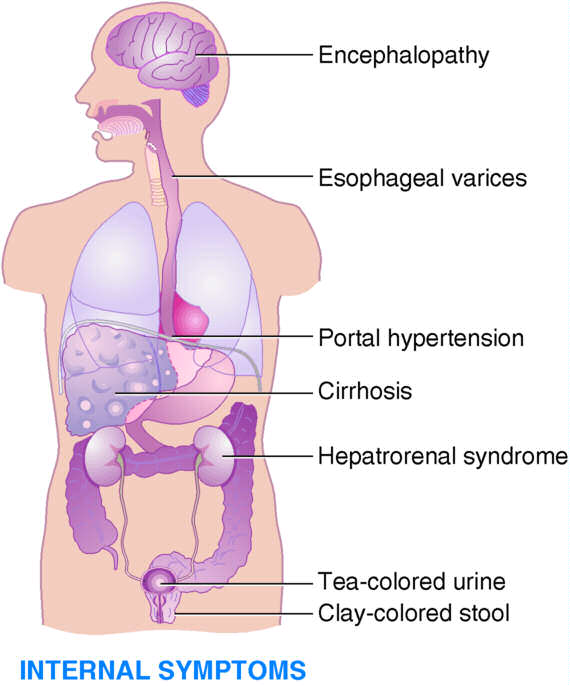 Encephalopathy
Esophageal varices
Portal hypertension
Cirrhosis
Hepatrorenal syndrome
Tea-colored urine
Clay-colored stool
INTERNAL SYMPTOMS